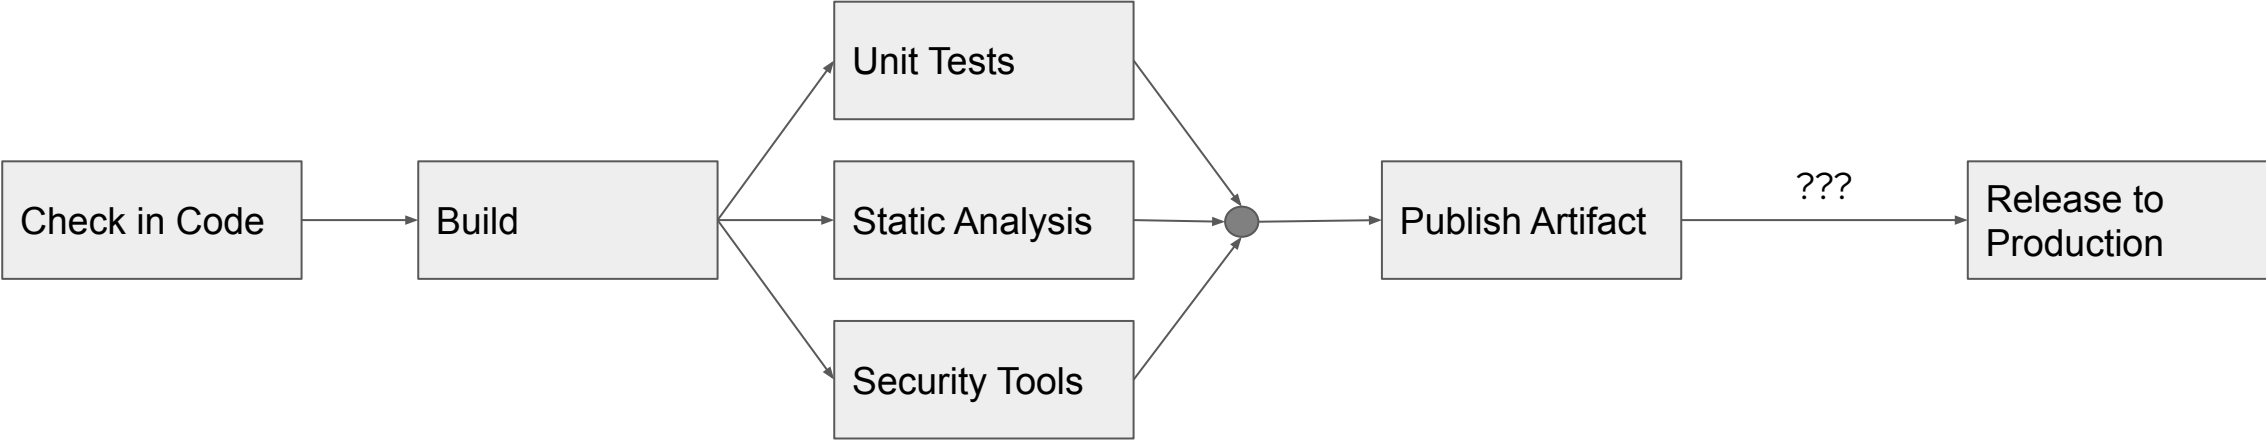 Check in Code
Build
Unit Tests
Static Analysis
Security Tools
Publish Artifact
???
Release to
Production